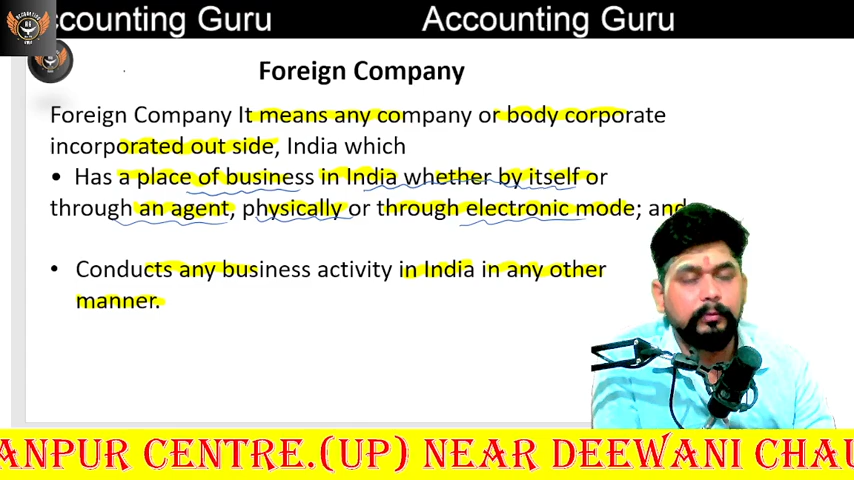 ccounting Guru Accounting Guru
Foreign Company
Foreign Company It means any company or body corporate
incorporated out side, India which
• Has a place of business in India whether by itself or
through an agent, physically or through electronic mode; and
• Conducts any business activity in India in any other
manner.
ANPUR CENTRE.(UP) NEAR DEEWANI CHAU